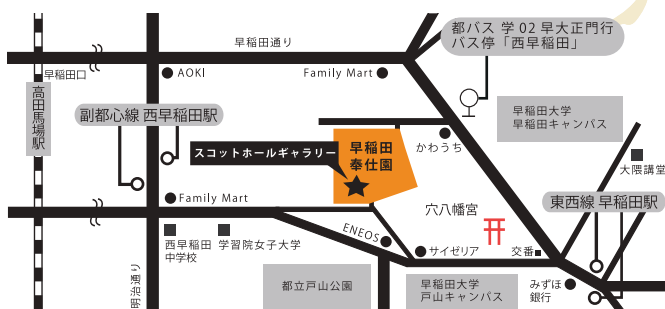 都バス 学 02 早大正門行
バス停「西早稲田」
早稲田通り
早稲田口
AOKI
Family Mart
高田馬場駅
副都心線 西早稲田駅
早稲田大学
早稲田キャンパス
スコットホールギャラリー
早稲田
奉仕園
かわうち
大隈講堂
Family Mart
穴八幡宮
東西線 早稲田駅
西早稲田
中学校
学習院女子大学
ENEOS
サイゼリア
交番
明治通り
都立戸山公園
早稲田大学
戸山キャンパス
みずほ
銀行